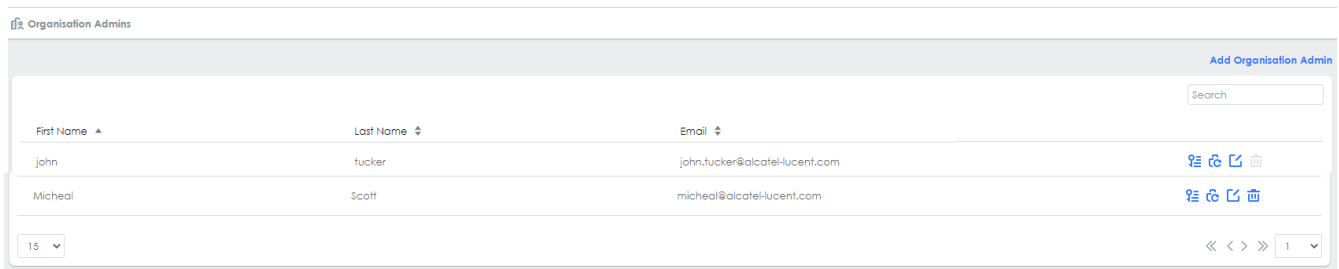 Organisation Admins
Add Organisation Admin
Search
First Name Last Name Email
john tucker john.tucker@alcatel-lucent.com
Micheal Scott micheal@alcatel-lucent.com
15 1